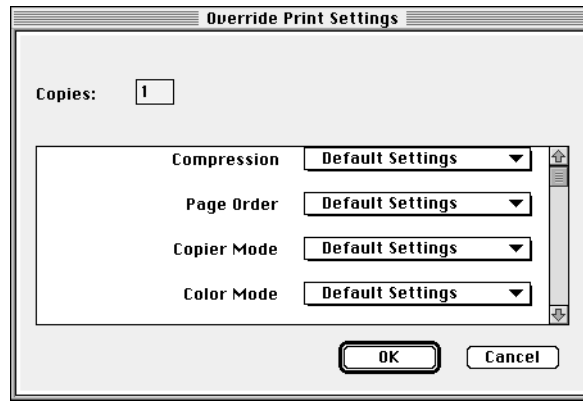 Override Print Settings
Copies: 1
Compression Default Settings
Page Order Default Settings
Copier Mode Default Settings
Color Mode Default Settings
OK Cancel